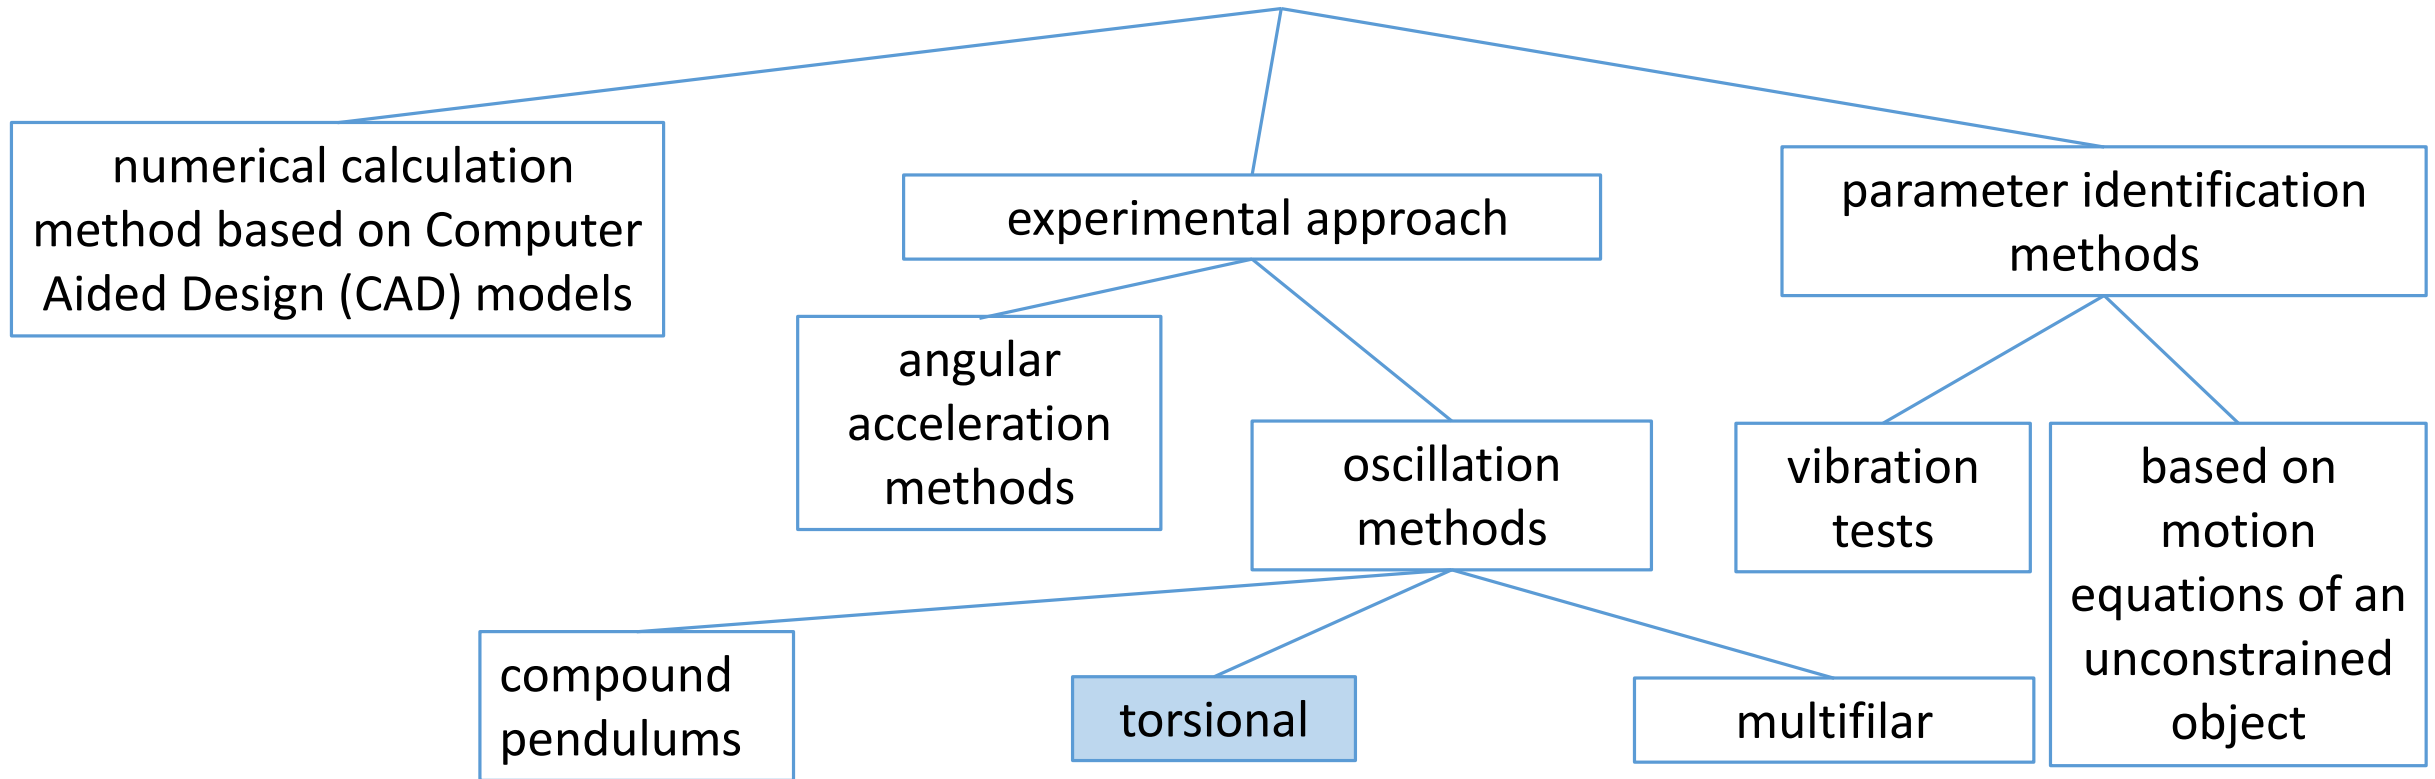 numerical calculation
method based on Computer
Aided Design (CAD) models
experimental approach
parameter identification
methods
angular
acceleration
methods
oscillation
methods
vibration
tests
based on
motion
equations of an
unconstrained
object
compound
pendulums
torsional
multifilar